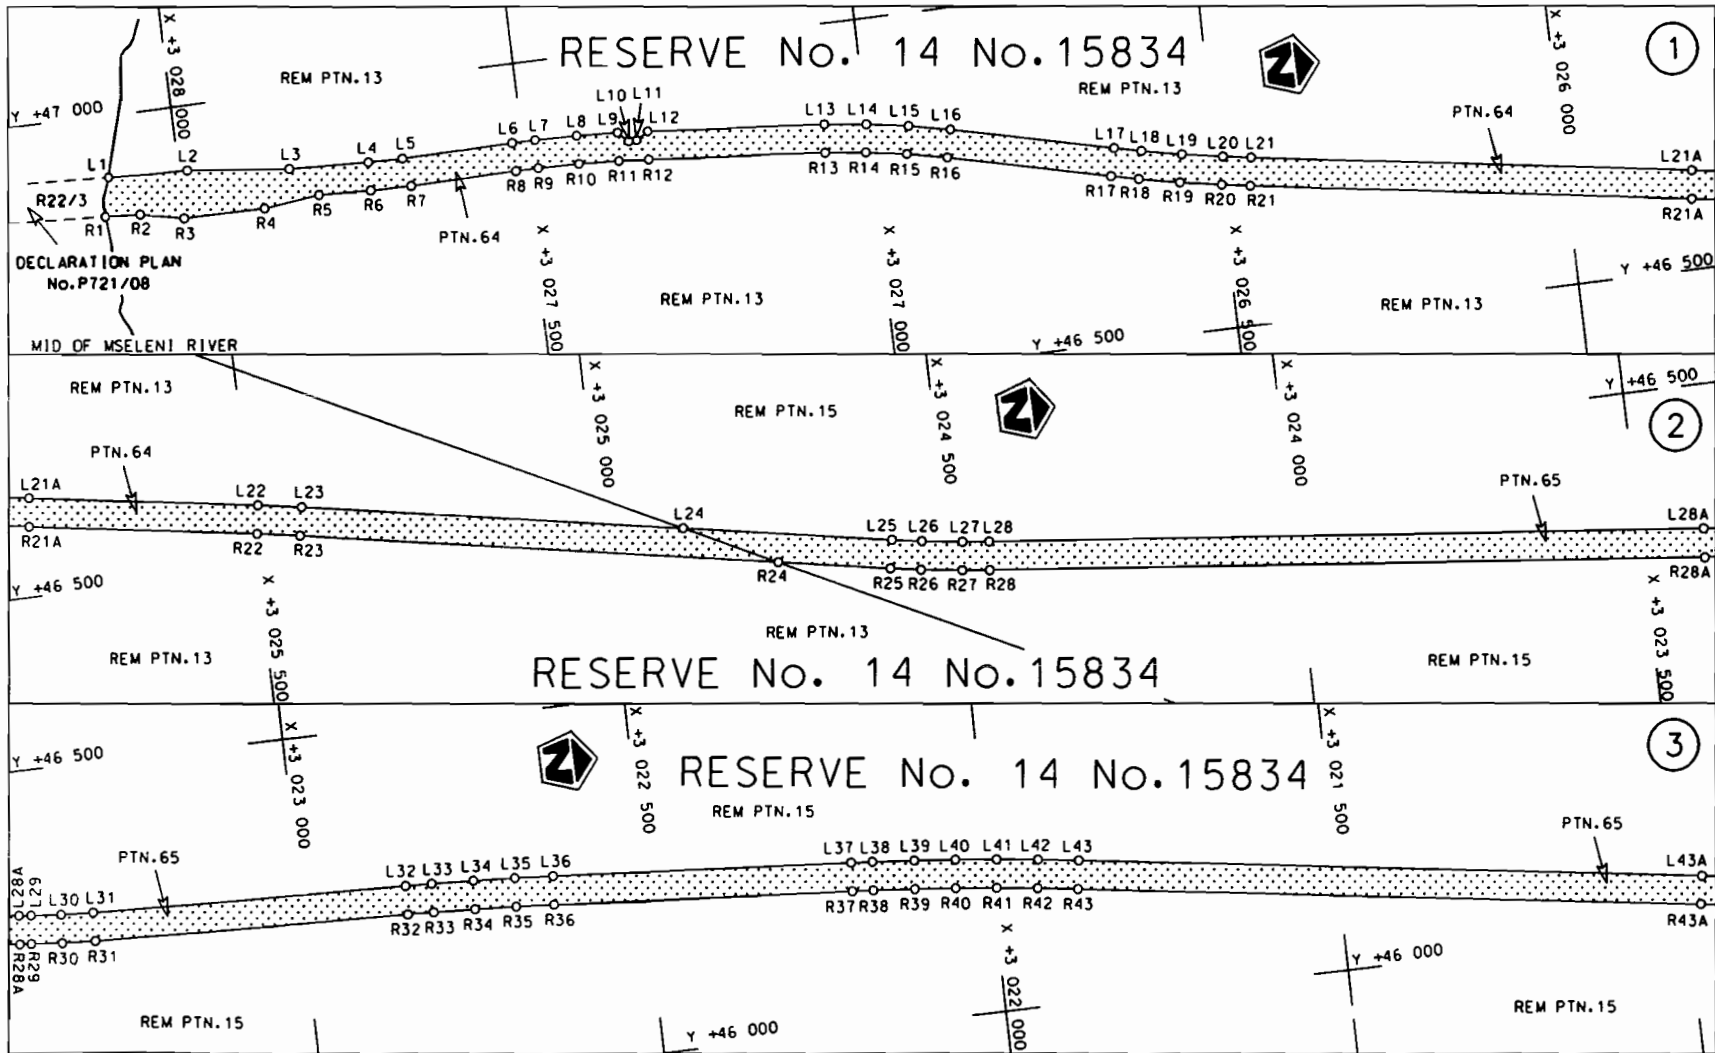 RESERVE No. 14 No.15834
1
REM PTN.13
REM PTN.13
X +3 028 000
X +3 026 000
Y +47 000
PTN.64
L1 L2 L3 L4 L5 L6 L7 L8 L9 L10 L11 L12 L13 L14 L15 L16 L17 L18 L19 L20 L21 L21A
R22/3
R1 R2 R3 R4 R5 R6 R7 R8 R9 R10 R11 R12 R13 R14 R15 R16 R17 R18 R19 R20 R21 R21A
PTN.64
DECLARATION PLAN
No.P721/08
X +3 027 500
X +3 027 000
X +3 026 500
Y +46 500
REM PTN.13
REM PTN.13
Y +46 500
MID OF MSELENI RIVER
2
REM PTN.13
X +3 025 000
REM PTN.15
X +3 024 500
X +3 024 000
Y +46 500
PTN.64
PTN.65
L21A L22 L23 L24 L25 L26 L27 L28 L28A
R21A R22 R23 R24 R25 R26 R27 R28 R28A
Y +46 500
X +3 025 500
X +3 023 500
REM PTN.13
REM PTN.13
REM PTN.15
RESERVE No. 14 No.15834
3
Y +46 500
X +3 023 000
X +3 022 500
X +3 021 500
RESERVE No. 14 No.15834
REM PTN.15
PTN.65
PTN.65
L28A L29 L30 L31 L32 L33 L34 L35 L36 L37 L38 L39 L40 L41 L42 L43 L43A
R28A R29 R30 R31 R32 R33 R34 R35 R36 R37 R38 R39 R40 R41 R42 R43 R43A
X +3 022 000
Y +46 000
REM PTN.15
Y +46 000
REM PTN.15